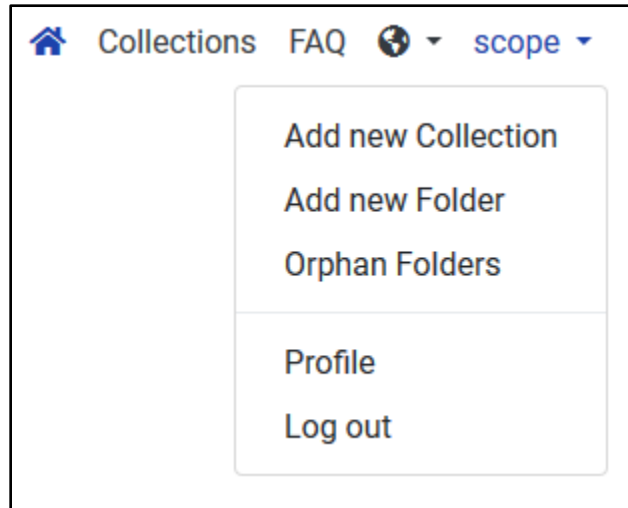 Collections FAQ scope
Add new Collection
Add new Folder
Orphan Folders
Profile
Log out